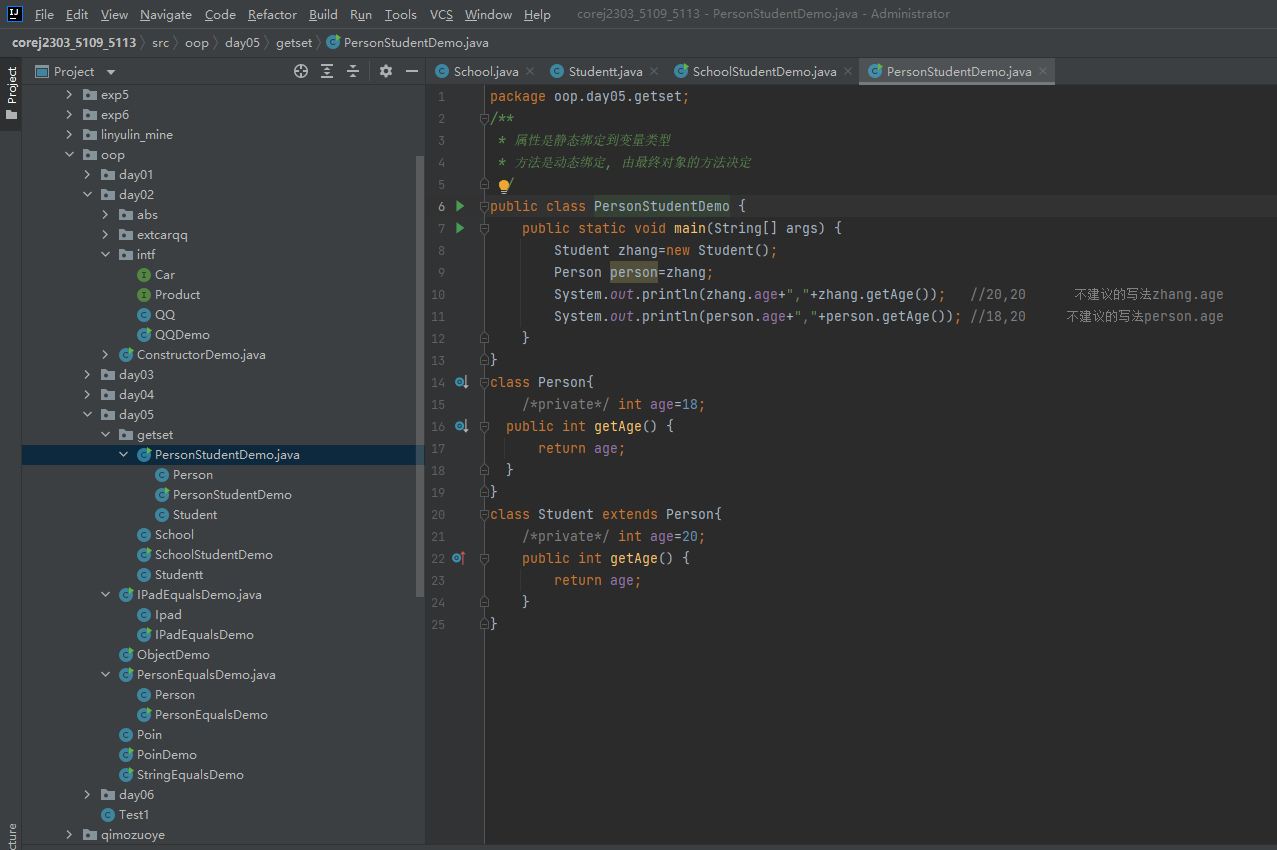 File Edit View Navigate Code Refactor Build Run Tools VCS Window Help corej2303_5109_5113 - PersonStudentDemo.java - Administrator
corej2303_5109_5113 src oop day05 getset PersonStudentDemo.java
Project
Project
School.java Studentt.java SchoolStudentDemo.java PersonStudentDemo.java
exp5
exp6
linyulin_mine
oop
day01
day02
abs
extcarqq
intf
Car
Product
QQ
QQDemo
ConstructorDemo.java
day03
day04
day05
getset
PersonStudentDemo.java
Person
PersonStudentDemo
Student
School
SchoolStudentDemo
Studentt
IPadEqualsDemo.java
Ipad
IPadEqualsDemo
ObjectDemo
PersonEqualsDemo.java
Person
PersonEqualsDemo
Poin
PoinDemo
StringEqualsDemo
day06
Test1
qimozuoye
cture
1 package oop.day05.getset;
2 /**
3 * 属性是静态绑定到变量类型
4 * 方法是动态绑定, 由最终对象的方法决定
5 /
6 public class PersonStudentDemo {
7 public static void main(String[] args) {
8 Student zhang=new Student();
9 Person person=zhang;
10 System.out.println(zhang.age+","+zhang.getAge()); //20,20 不建议的写法zhang.age
11 System.out.println(person.age+","+person.getAge()); //18,20 不建议的写法person.age
12 }
13 }
14 class Person{
15 /*private*/ int age=18;
16 public int getAge() {
17 return age;
18 }
19 }
20 class Student extends Person{
21 /*private*/ int age=20;
22 public int getAge() {
23 return age;
24 }
25 }